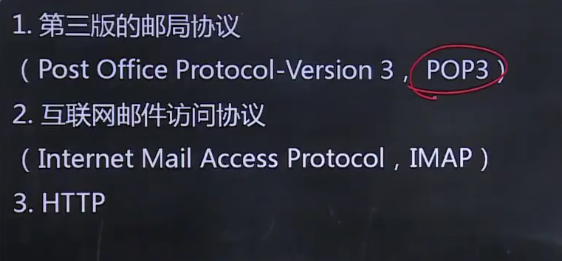 1. 第三版的邮局协议
（Post Office Protocol-Version 3，POP3）
2. 互联网邮件访问协议
（Internet Mail Access Protocol，IMAP）
3. HTTP